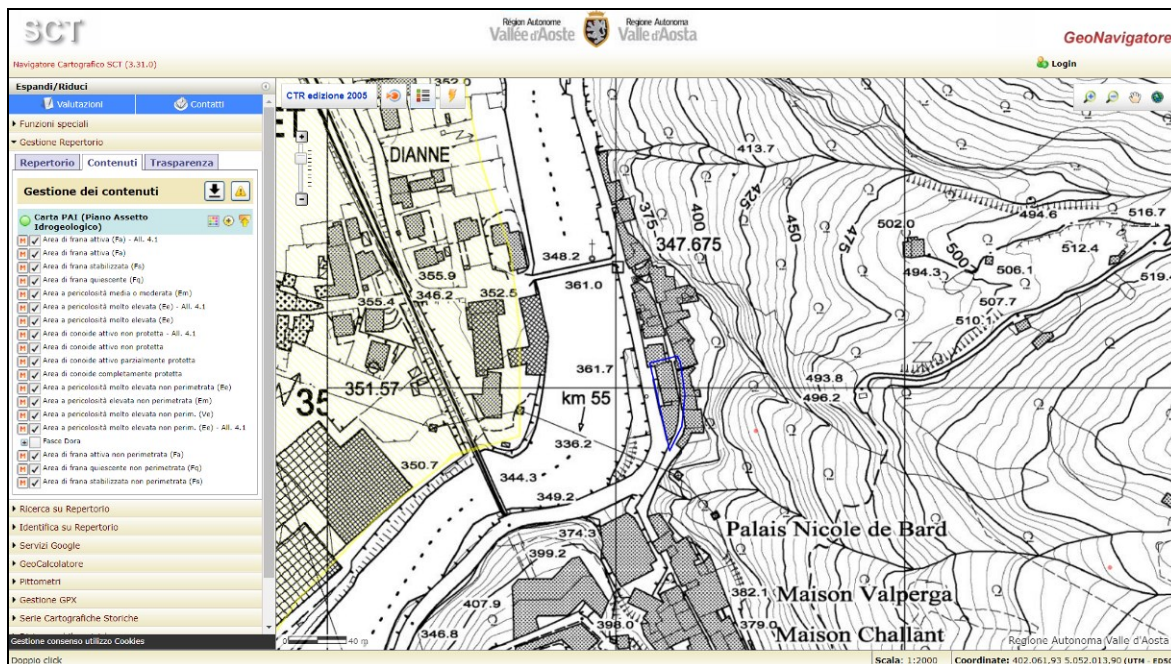 SCT
Région Autonome
Vallée d'Aoste
Regione Autonoma
Valle d'Aosta
GeoNavigatore
Navigatore Cartografico SCT (3.31.0)
Login
Espandi/Riduci
Valutazioni
Contatti
Funzioni speciali
Gestione Repertorio
Repertorio
Contenuti
Trasparenza
Gestione dei contenuti
Carta PAI (Piano Assetto
Idrogeologico)
Area di frana attiva (Fa) - All. 4.1
Area di frana attiva (Fa)
Area di frana stabilizzata (Fs)
Area di frana quiescente (Fq)
Area a pericolosità media o moderata (Em)
Area a pericolosità molto elevata (Ee) - All. 4.1
Area a pericolosità molto elevata (Ee)
Area di conoide attivo non protetta - All. 4.1
Area di conoide attivo non protetta
Area di conoide attivo parzialmente protetta
Area di conoide completamente protetta
Area a pericolosità molto elevata non perimetrata (Ee)
Area a pericolosità elevata non perimetrata (Em)
Area a pericolosità molto elevata non perim. (Ve)
Area a pericolosità molto elevata non perim. (Ee) - All. 4.1
Fasce Dora
Area di frana attiva non perimetrata (Fa)
Area di frana quiescente non perimetrata (Fq)
Area di frana stabilizzata non perimetrata (Fs)
Ricerca su Repertorio
Identifica su Repertorio
Servizi Google
GeoCalcolatore
Pittometri
Gestione GPX
Serie Cartografiche Storiche
Gestione consenso utilizzo Cookies
Doppio click
CTR edizione 2005
352.0
DIANNE
413.7
375
400
425
450
475
347.675
348.2
361.0
355.9
346.2
352.5
355.4
351.57
361.7
km 55
336.2
350.7
344.3
349.2
374.3
399.2
407.9
346.8
398.0
382.1
379.0
502.0
494.3
500
506.1
494.6
516.7
512.4
519.
507.7
510.1
493.8
496.2
35
Palais Nicole de Bard
Maison Valperga
Maison Challant
0
40 m
Regione Autonoma Valle d'Aosta
Scala: 1:2000
Coordinate: 402.061,93 5.052.013,90 (UTM - ED50